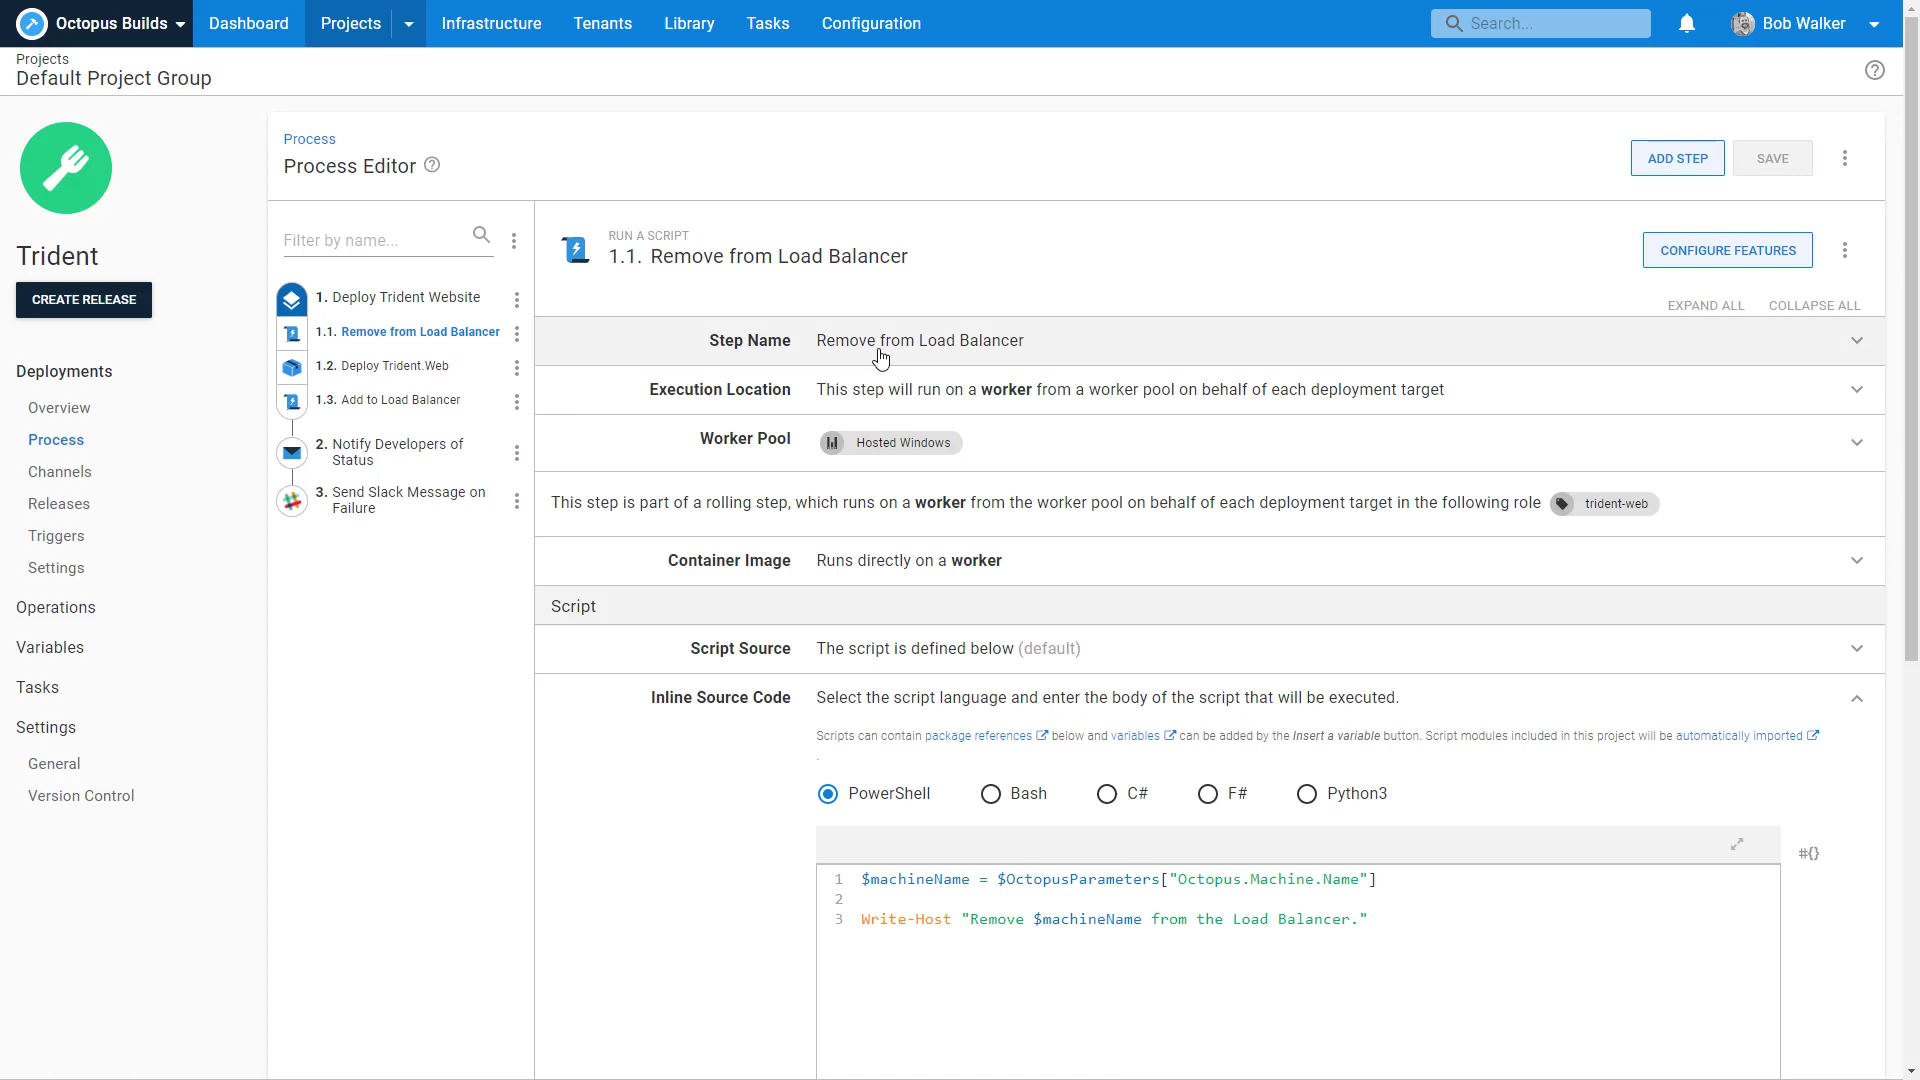 Octopus Builds
Dashboard
Projects
Infrastructure
Tenants
Library
Tasks
Configuration
Search...
Bob Walker
Projects
Default Project Group
Trident
CREATE RELEASE
Deployments
Overview
Process
Channels
Releases
Triggers
Settings
Operations
Variables
Tasks
Settings
General
Version Control
Process
Process Editor
ADD STEP
SAVE
Filter by name...
1. Deploy Trident Website
1.1. Remove from Load Balancer
1.2. Deploy Trident.Web
1.3. Add to Load Balancer
2. Notify Developers of
Status
3. Send Slack Message on
Failure
RUN A SCRIPT
1.1. Remove from Load Balancer
CONFIGURE FEATURES
EXPAND ALL
COLLAPSE ALL
Step Name Remove from Load Balancer
Execution Location This step will run on a worker from a worker pool on behalf of each deployment target
Worker Pool Hosted Windows
This step is part of a rolling step, which runs on a worker from the worker pool on behalf of each deployment target in the following role trident-web
Container Image Runs directly on a worker
Script
Script Source The script is defined below (default)
Inline Source Code Select the script language and enter the body of the script that will be executed.
Scripts can contain package references below and variables can be added by the Insert a variable button. Script modules included in this project will be automatically imported
.
PowerShell
Bash
C#
F#
Python3
#{}
1 $machineName = $OctopusParameters["Octopus.Machine.Name"]
2
3 Write-Host "Remove $machineName from the Load Balancer."